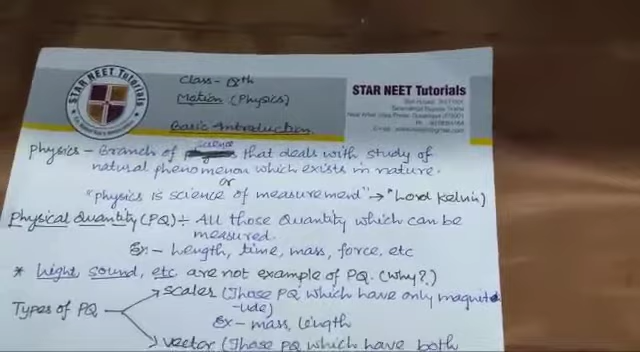 STAR NEET Tutorials
Class - 9th
Motion (Physics)
Basic Introduction
STAR NEET Tutorials
Physics - Branch of science that deals with study of
natural phenomenon which exists in nature.
or
"Physics is science of measurement" → "Lord Kelvin)
Physical Quantity (PQ) ÷ All those Quantity which can be
measured.
Ex - Length, time, mass, force, etc
* Light sound, etc are not example of PQ. (Why?)
Types of PQ
scaler (Those PQ which have only magnit
-ude)
Ex - mass, length
vector (Those PQ which have both